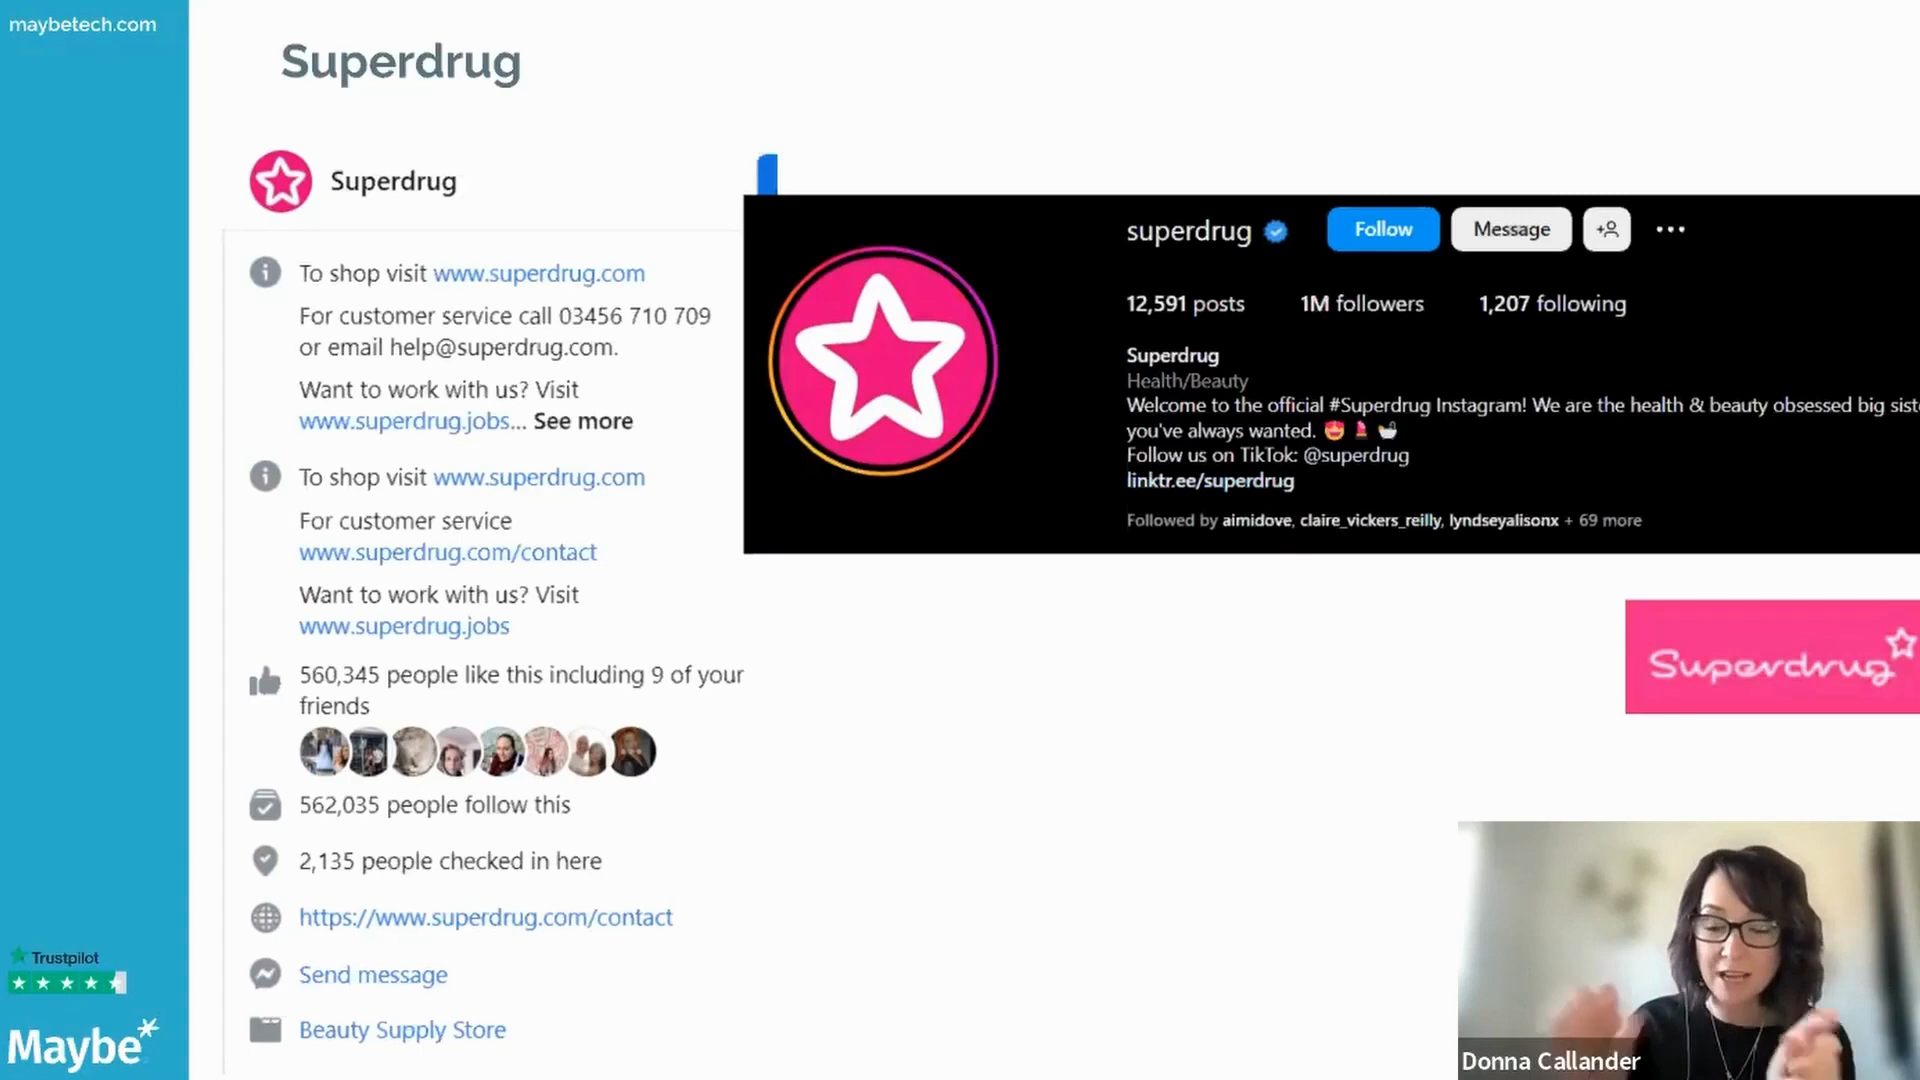 maybetech.com
Superdrug
Superdrug
To shop visit www.superdrug.com
For customer service call 03456 710 709
or email help@superdrug.com.
Want to work with us? Visit
www.superdrug.jobs... See more
To shop visit www.superdrug.com
For customer service
www.superdrug.com/contact
Want to work with us? Visit
www.superdrug.jobs
560,345 people like this including 9 of your
friends
562,035 people follow this
2,135 people checked in here
https://www.superdrug.com/contact
Send message
Beauty Supply Store
superdrug Follow Message
12,591 posts 1M followers 1,207 following
Superdrug
Health/Beauty
Welcome to the official #Superdrug Instagram! We are the health & beauty obsessed big sist
you've always wanted. 😍 💄 🛀
Follow us on TikTok: @superdrug
linktr.ee/superdrug
Followed by aimidove, claire_vickers_reilly, lyndseyalisonx + 69 more
Superdrug
Trustpilot
Maybe*
Donna Callander